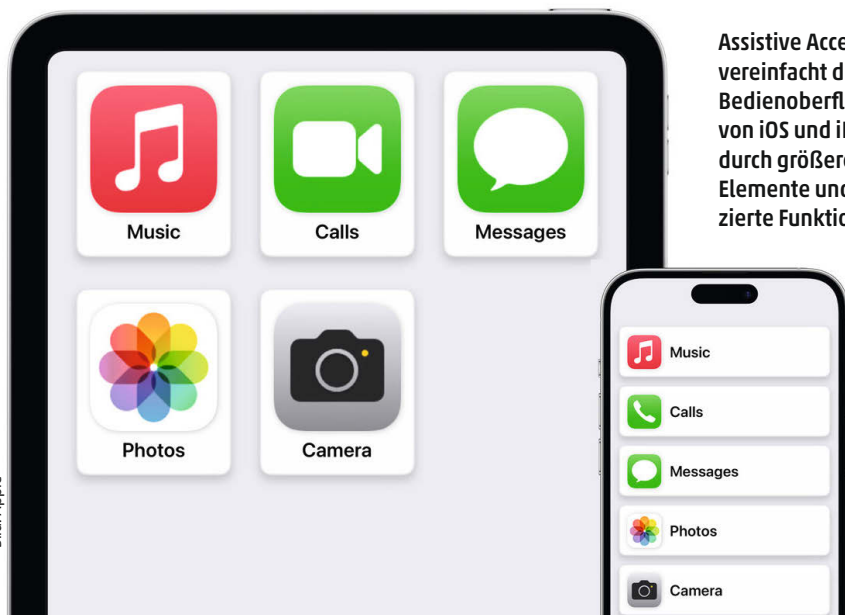 Assistive Acce
vereinfacht d
Bedienoberfl
von iOS und i
durch größere
Elemente und
zierte Funktio
Music
Calls
Messages
Photos
Camera
Music
Calls
Messages
Photos
Camera